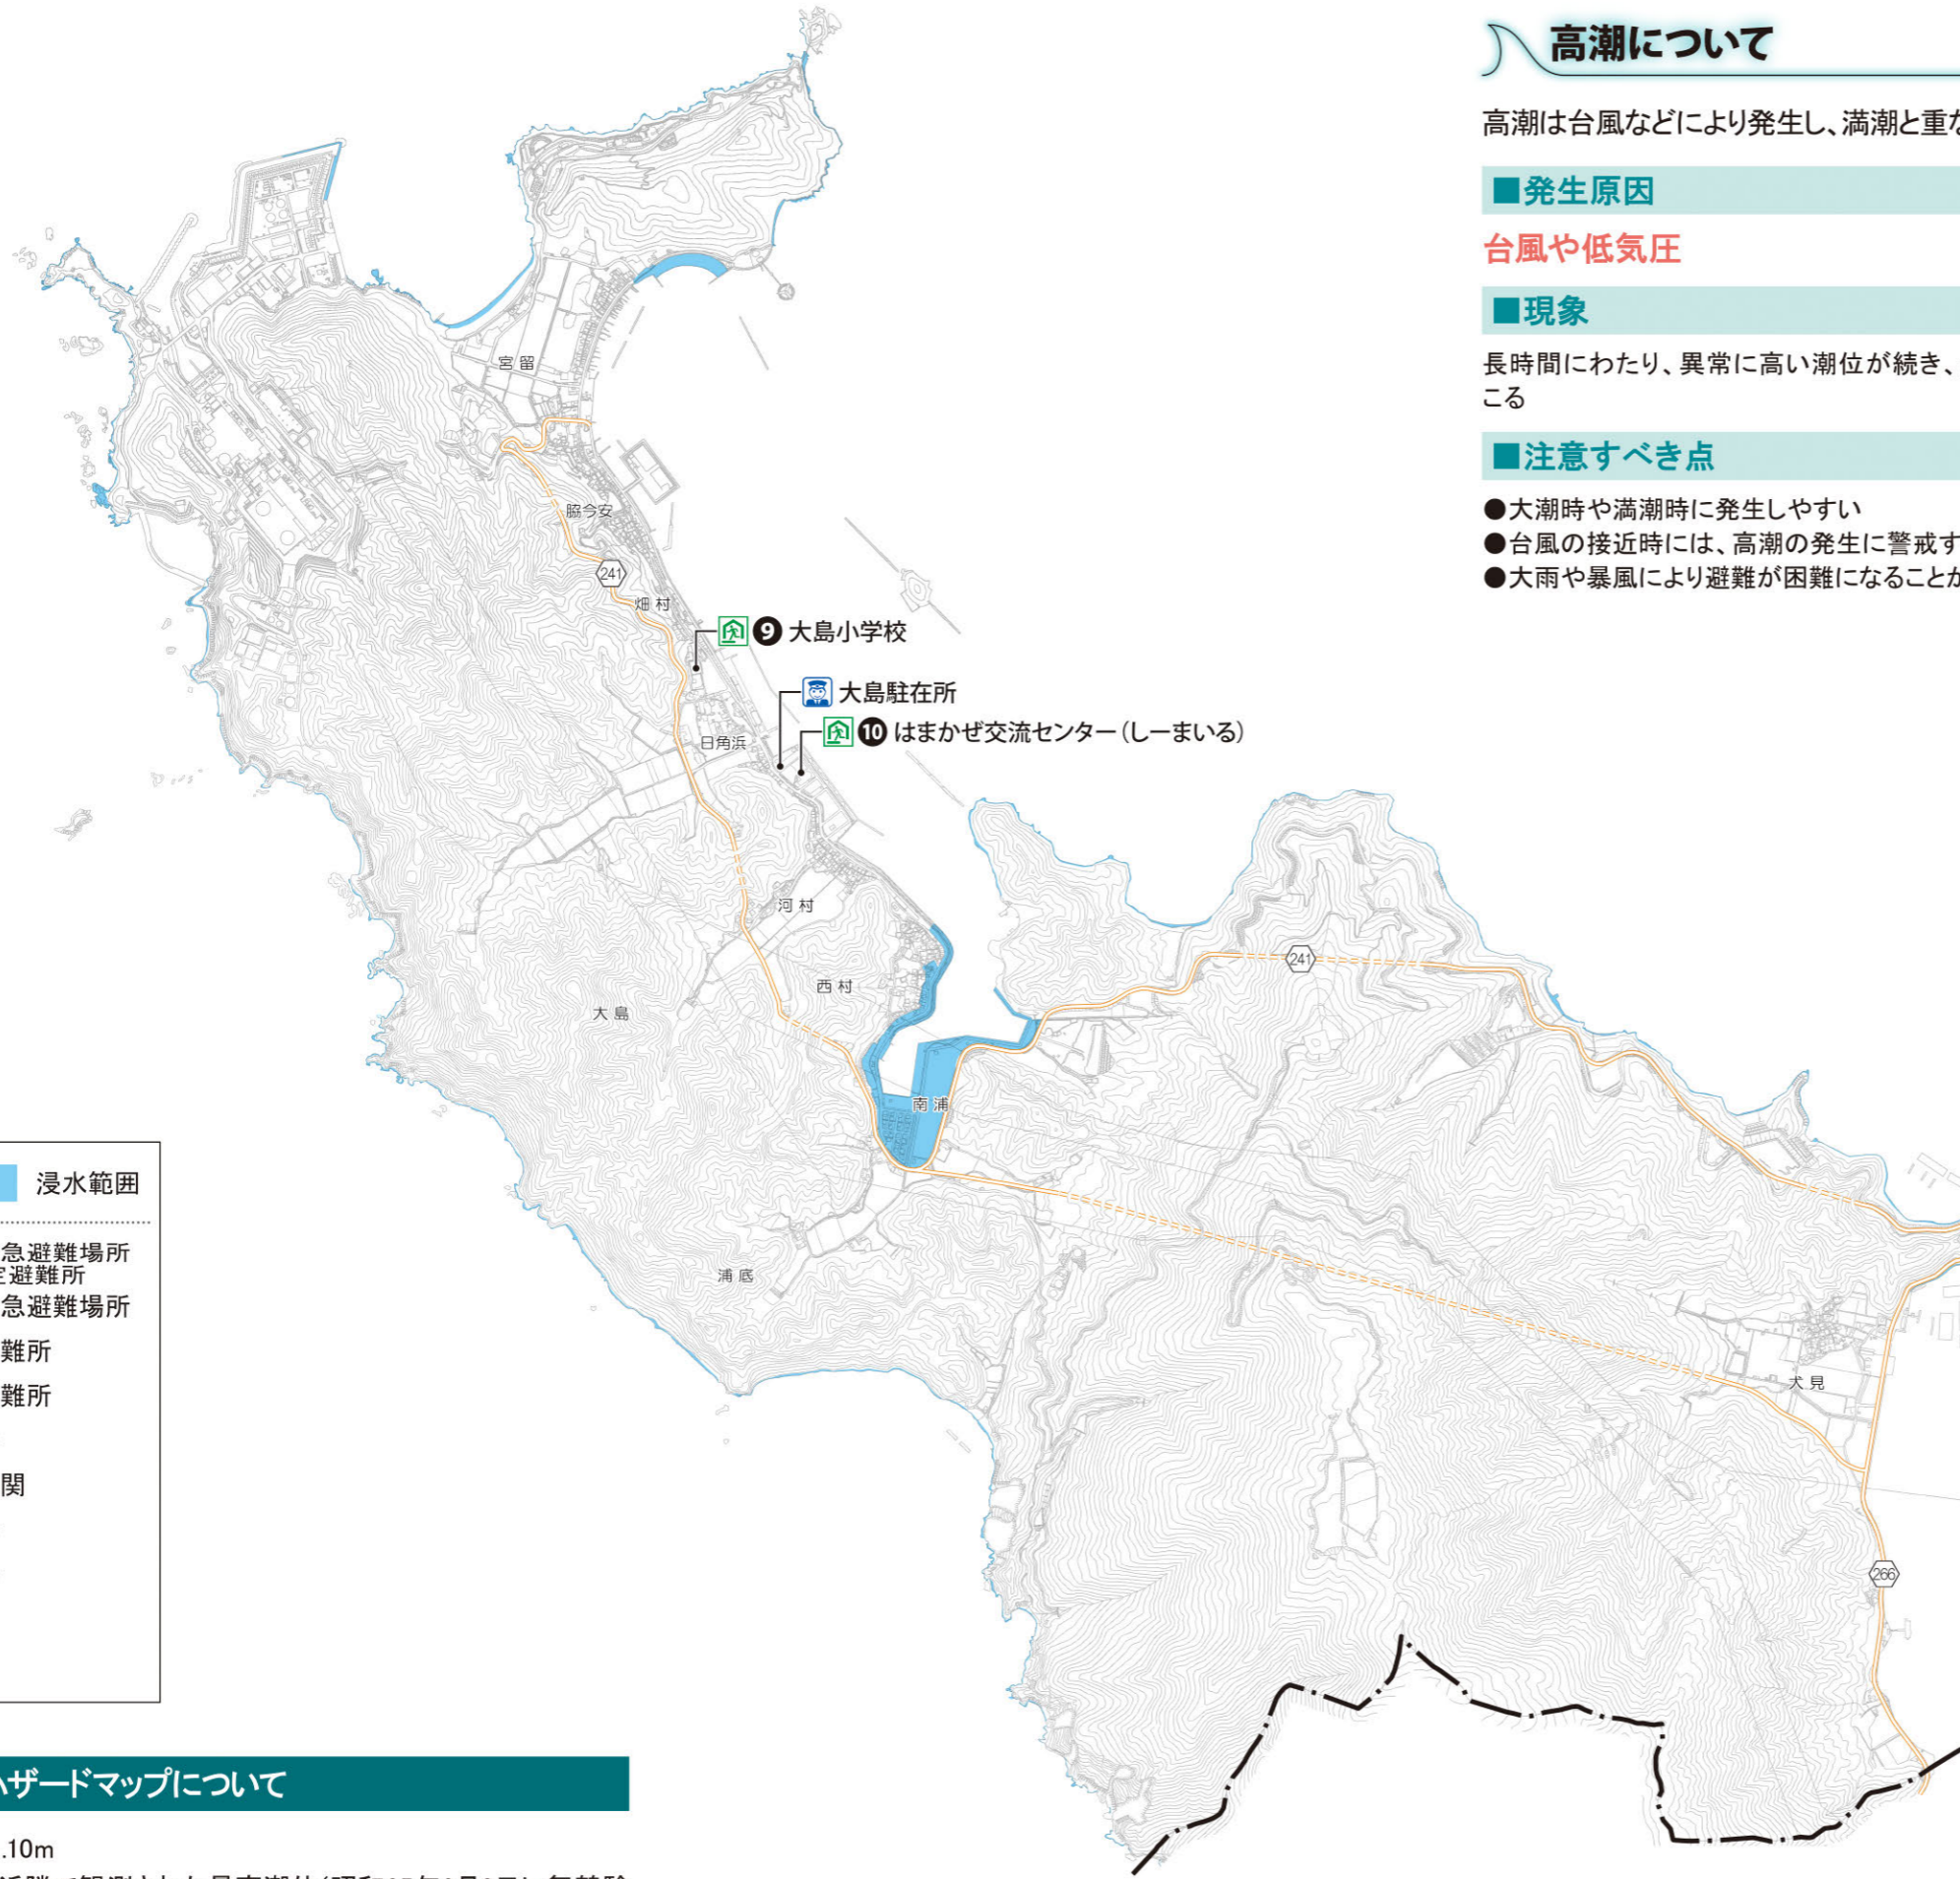 高潮について
高潮は台風などにより発生し、満潮と重な
■発生原因
台風や低気圧
■現象
長時間にわたり、異常に高い潮位が続き、
こる
■注意すべき点
●大潮時や満潮時に発生しやすい
●台風の接近時には、高潮の発生に警戒す
●大雨や暴風により避難が困難になることが
宮留
脇今安
241
畑村
9 大島小学校
大島駐在所
10 はまかぜ交流センター(しーまいる)
日角浜
河村
西村
大島
241
南浦
浦底
犬見
266
浸水範囲
急避難場所
定避難所
急避難場所
難所
難所
関
ハザードマップについて
.10m